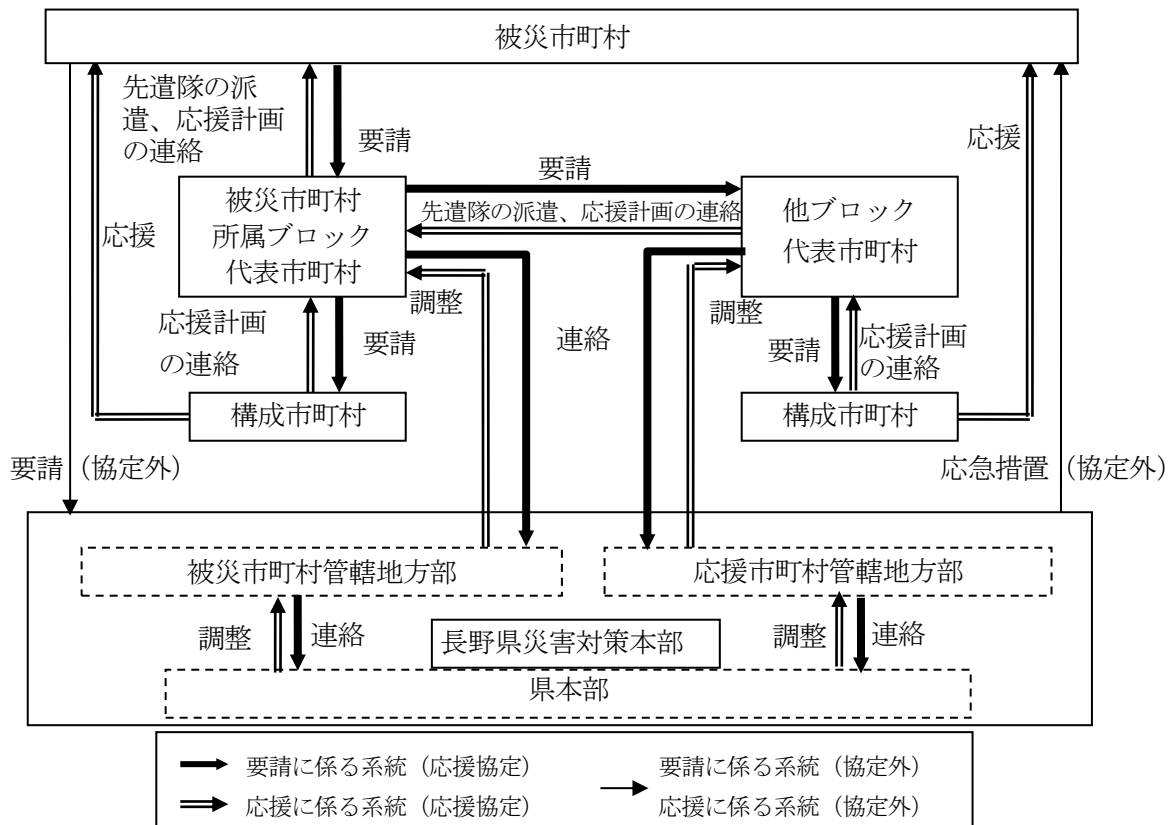 被災市町村
先遣隊の派
遣、応援計画
の連絡
要請
応援
応援
要請
被災市町村
所属ブロック
代表市町村
先遣隊の派遣、応援計画の連絡
他ブロック
代表市町村
調整
調整
連絡
応援計画
の連絡
要請
要請
応援計画
の連絡
構成市町村
構成市町村
要請（協定外）
応急措置（協定外）
被災市町村管轄地方部
応援市町村管轄地方部
調整
連絡
長野県災害対策本部
調整
連絡
県本部
要請に係る系統（応援協定）
応援に係る系統（応援協定）
要請に係る系統（協定外）
応援に係る系統（協定外）